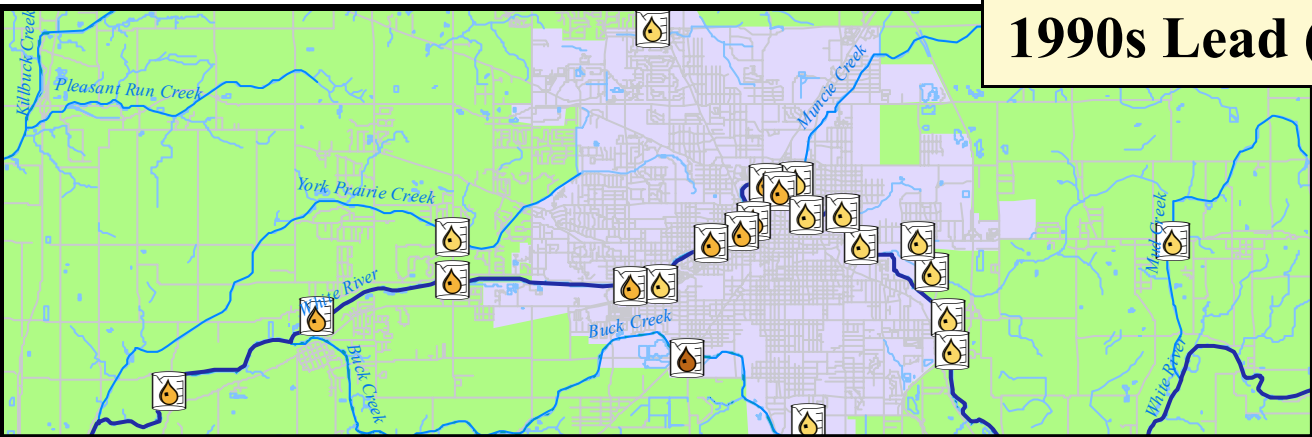 1990s Lead (
Killbuck Creek
Pleasant Run Creek
Muncie Creek
York Prairie Creek
Mud Creek
White River
Buck Creek
Buck Creek
White River